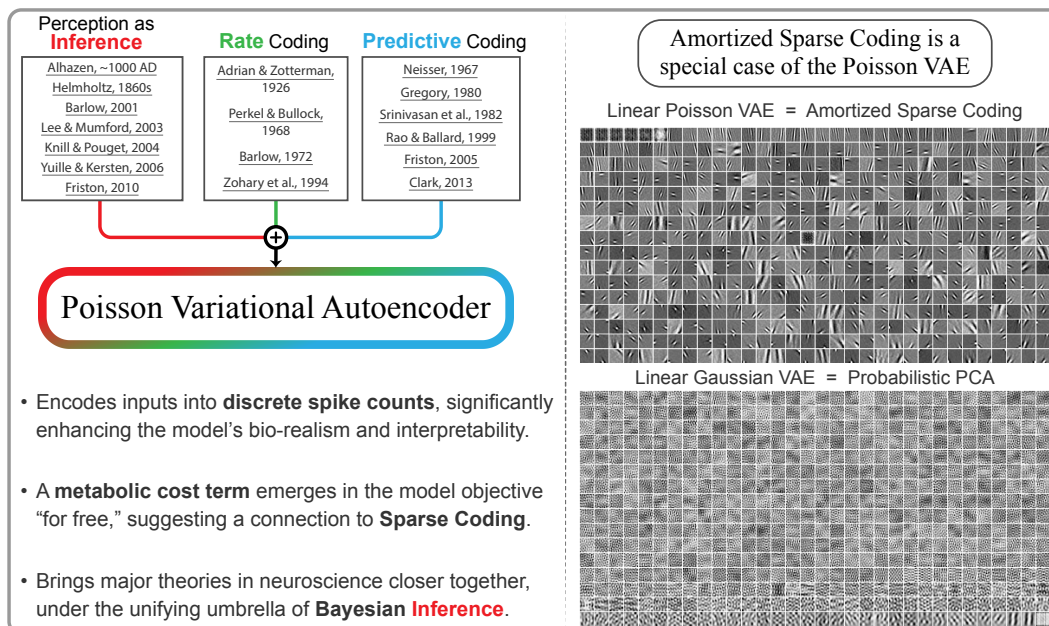 Perception as
Inference
Alhazen, ~1000 AD
Helmholtz, 1860s
Barlow, 2001
Lee & Mumford, 2003
Knill & Pouget, 2004
Yuille & Kersten, 2006
Friston, 2010
Rate Coding
Adrian & Zotterman,
1926
Perkel & Bullock,
1968
Barlow, 1972
Zohary et al., 1994
Predictive Coding
Neisser, 1967
Gregory, 1980
Srinivasan et al., 1982
Rao & Ballard, 1999
Friston, 2005
Clark, 2013
Poisson Variational Autoencoder
• Encodes inputs into discrete spike counts, significantly
enhancing the model's bio-realism and interpretability.
• A metabolic cost term emerges in the model objective
“for free,” suggesting a connection to Sparse Coding.
• Brings major theories in neuroscience closer together,
under the unifying umbrella of Bayesian Inference.
Amortized Sparse Coding is a
special case of the Poisson VAE
Linear Poisson VAE = Amortized Sparse Coding
Linear Gaussian VAE = Probabilistic PCA